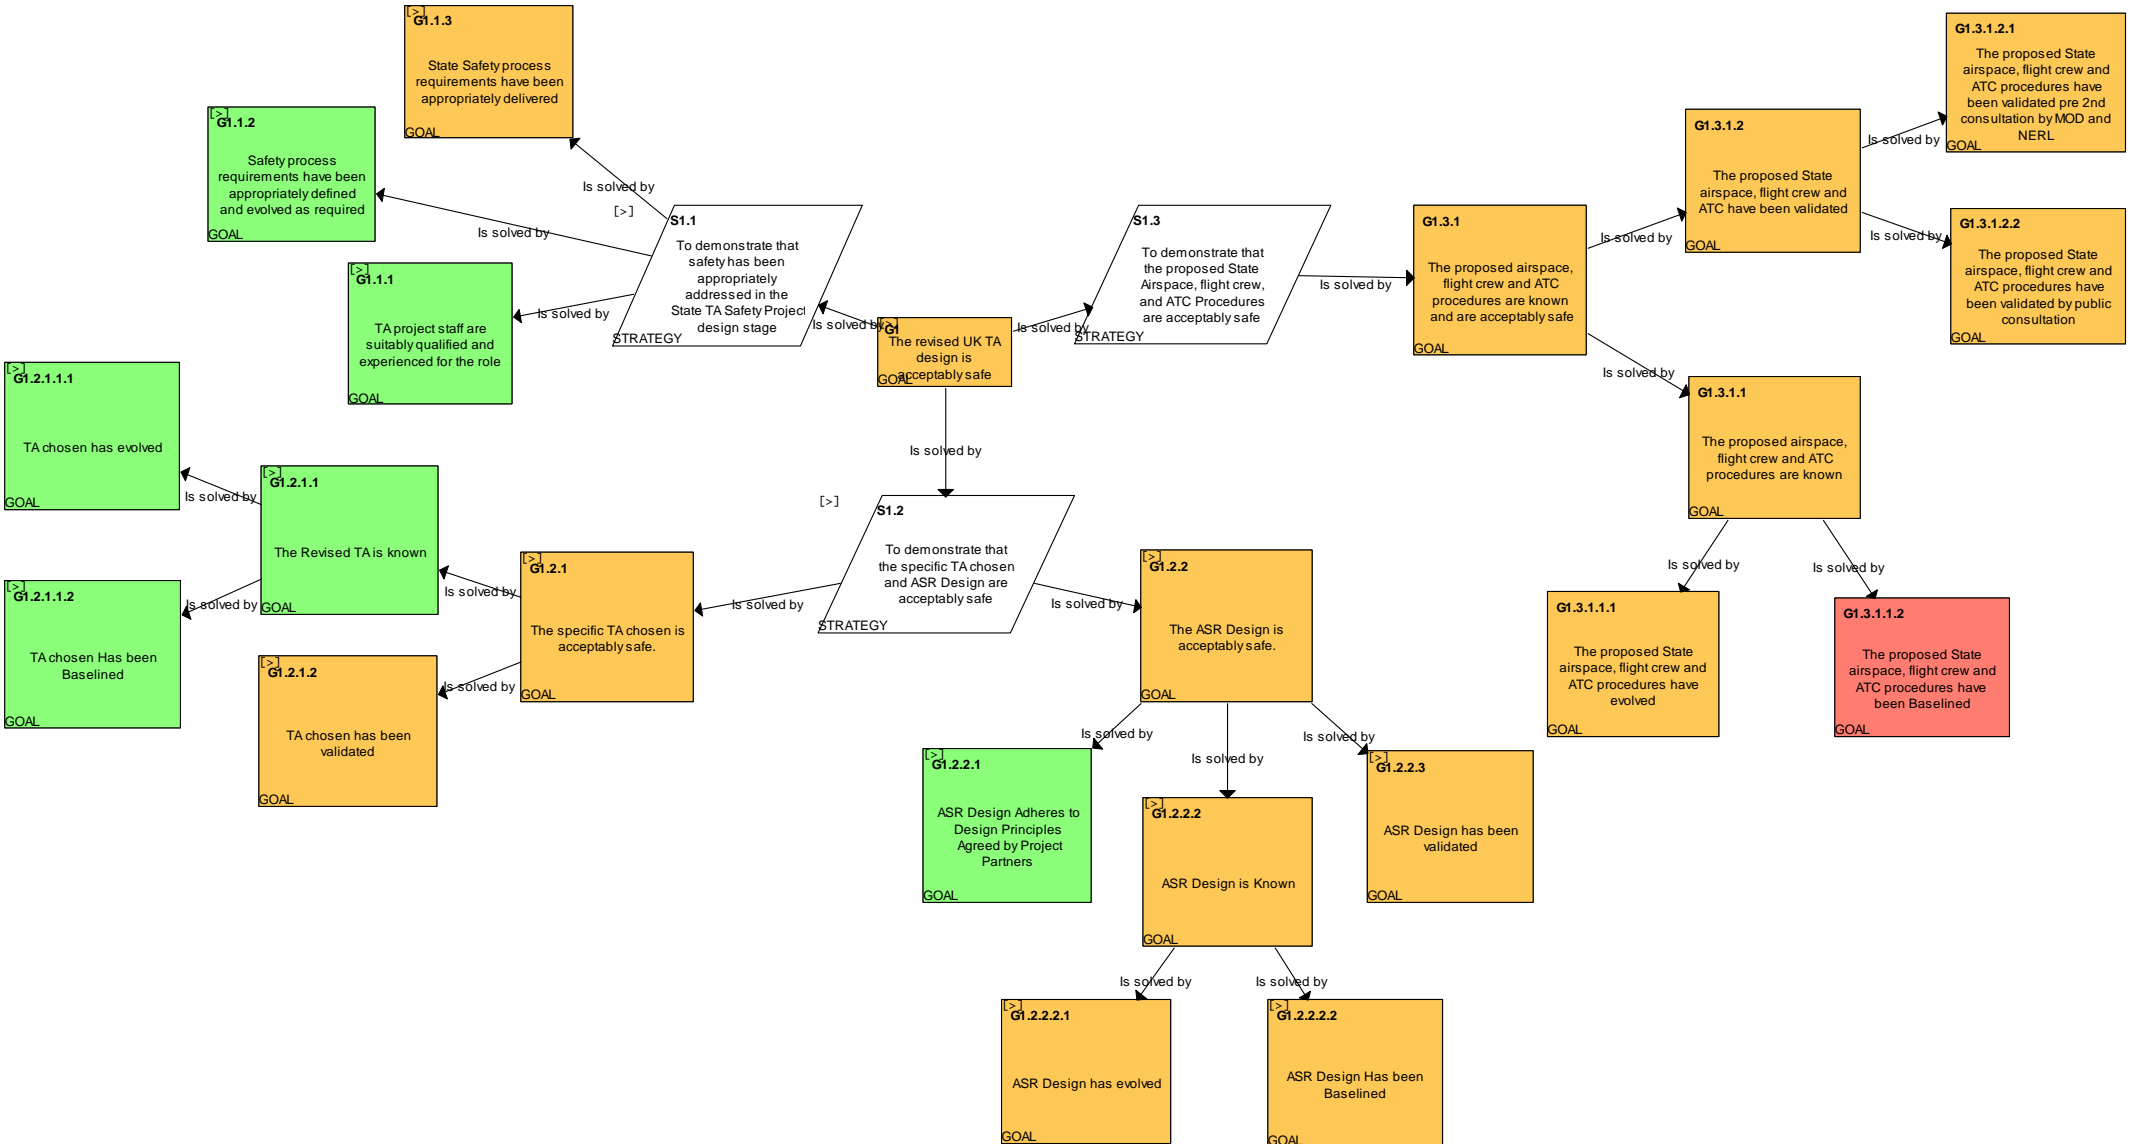 [>]
G1.1.3
State Safety process
requirements have been
appropriately delivered
GOAL
[>]
G1.1.2
Safety process
requirements have been
appropriately defined
and evolved as required
GOAL
[>]
G1.1.1
TA project staff are
suitably qualified and
experienced for the role
GOAL
Is solved by
Is solved by
Is solved by
[>]
S1.1
To demonstrate that
safety has been
appropriately
addressed in the
State TA Safety Project
design stage
STRATEGY
Is solved by
[>]
G1
The revised UK TA
design is
acceptably safe
GOAL
Is solved by
S1.3
To demonstrate that
the proposed State
Airspace, flight crew,
and ATC Procedures
are acceptably safe
STRATEGY
Is solved by
G1.3.1
The proposed airspace,
flight crew and ATC
procedures are known
and are acceptably safe
GOAL
Is solved by
G1.3.1.2
The proposed State
airspace, flight crew and
ATC have been validated
GOAL
Is solved by
G1.3.1.2.1
The proposed State
airspace, flight crew and
ATC procedures have
been validated pre 2nd
consultation by MOD and
NERL
GOAL
Is solved by
G1.3.1.2.2
The proposed State
airspace, flight crew and
ATC procedures have
been validated by public
consultation
GOAL
Is solved by
G1.3.1.1
The proposed airspace,
flight crew and ATC
procedures are known
GOAL
Is solved by
Is solved by
G1.3.1.1.1
The proposed State
airspace, flight crew and
ATC procedures have
evolved
GOAL
G1.3.1.1.2
The proposed State
airspace, flight crew and
ATC procedures have
been Baselined
GOAL
Is solved by
[>]
S1.2
To demonstrate that
the specific TA chosen
and ASR Design are
acceptably safe
STRATEGY
Is solved by
[>]
G1.2.1
The specific TA chosen is
acceptably safe.
GOAL
Is solved by
[>]
G1.2.1.1
The Revised TA is known
GOAL
Is solved by
[>]
G1.2.1.1.1
TA chosen has evolved
GOAL
Is solved by
[>]
G1.2.1.1.2
TA chosen Has been
Baselined
GOAL
Is solved by
[>]
G1.2.1.2
TA chosen has been
validated
GOAL
Is solved by
[>]
G1.2.2
The ASR Design is
acceptably safe.
GOAL
Is solved by
Is solved by
Is solved by
[>]
G1.2.2.1
ASR Design Adheres to
Design Principles
Agreed by Project
Partners
GOAL
[>]
G1.2.2.2
ASR Design is Known
GOAL
[>]
G1.2.2.3
ASR Design has been
validated
GOAL
Is solved by
Is solved by
[>]
G1.2.2.2.1
ASR Design has evolved
GOAL
[>]
G1.2.2.2.2
ASR Design Has been
Baselined
GOAL